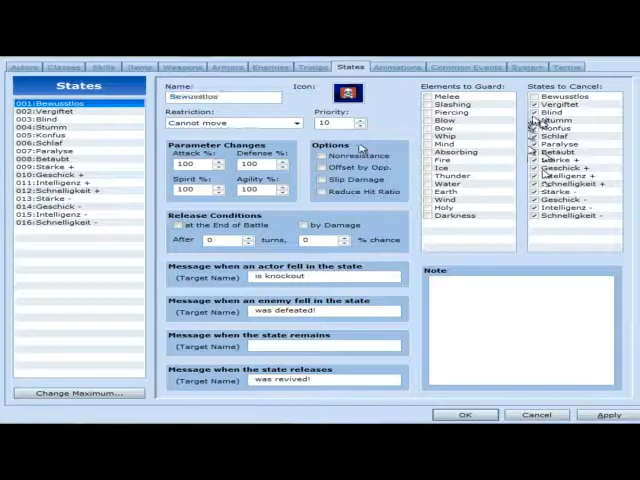 Actors Classes Skills Items Weapons Armors Enemies Troops States Animations Common Events System Terms
States
001:Bewusstlos
002:Vergiftet
003:Blind
004:Stumm
005:Konfus
006:Schlaf
007:Paralyse
008:Betäubt
009:Stärke +
010:Geschick +
011:Intelligenz +
012:Schnelligkeit +
013:Stärke -
014:Geschick -
015:Intelligenz -
016:Schnelligkeit -
Change Maximum...
Name:
Bewusstlos
Icon:
Restriction:
Cannot move
Priority:
10
Parameter Changes
Attack %:
Defense %:
100
100
Spirit %:
Agility %:
100
100
Options
Nonresistance
Offset by Opp.
Slip Damage
Reduce Hit Ratio
Release Conditions
at the End of Battle
by Damage
After 0 turns, 0 % chance
Message when an actor fell in the state
(Target Name) is knockout
Message when an enemy fell in the state
(Target Name) was defeated!
Message when the state remains
(Target Name)
Message when the state releases
(Target Name) was revived!
Elements to Guard:
Melee
Slashing
Piercing
Blow
Bow
Whip
Mind
Absorbing
Fire
Ice
Thunder
Water
Earth
Wind
Holy
Darkness
States to Cancel:
Bewusstlos
Vergiftet
Blind
Stumm
Konfus
Schlaf
Paralyse
Betäubt
Stärke +
Geschick +
Intelligenz +
Schnelligkeit +
Stärke -
Geschick -
Intelligenz -
Schnelligkeit -
Note
OK
Cancel
Apply